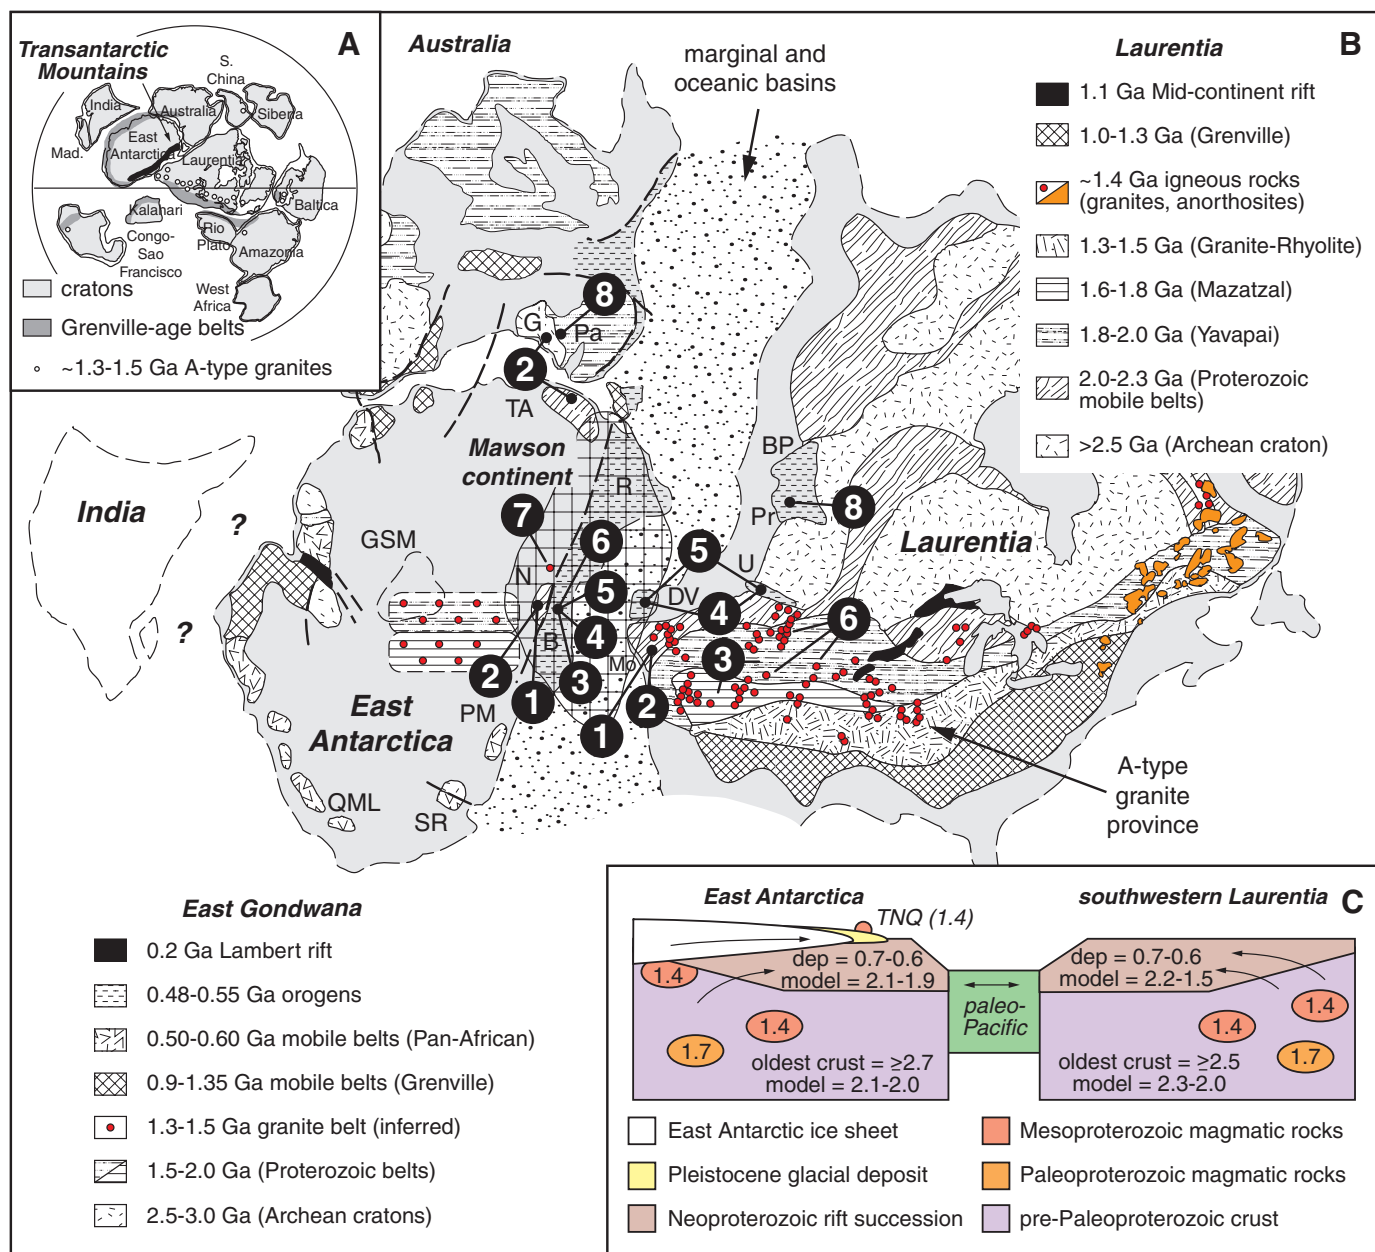 A
Transantarctic
Mountains
S.
China
India
Australia
Siberia
East
Antarctica
Mad.
Laurentia
Baltica
Kalahari
Rio
Plato
Congo-
Sao
Francisco
Amazonia
West
Africa
cratons
Grenville-age belts
~1.3-1.5 Ga A-type granites
B
Australia
marginal and
oceanic basins
Laurentia
1.1 Ga Mid-continent rift
1.0-1.3 Ga (Grenville)
~1.4 Ga igneous rocks
(granites, anorthosites)
1.3-1.5 Ga (Granite-Rhyolite)
1.6-1.8 Ga (Mazatzal)
1.8-2.0 Ga (Yavapai)
2.0-2.3 Ga (Proterozoic
mobile belts)
>2.5 Ga (Archean craton)
8
G
Pa
2
TA
Mawson
continent
BP
R
India
?
7
Pr
8
GSM
6
5
U
Laurentia
N
5
DV
?
4
4
6
B
Mo
3
2
3
1
2
PM
1
East
Antarctica
A-type
granite
province
QML
SR
East Gondwana
0.2 Ga Lambert rift
0.48-0.55 Ga orogens
0.50-0.60 Ga mobile belts (Pan-African)
0.9-1.35 Ga mobile belts (Grenville)
1.3-1.5 Ga granite belt (inferred)
1.5-2.0 Ga (Proterozoic belts)
2.5-3.0 Ga (Archean cratons)
C
East Antarctica
southwestern Laurentia
TNQ (1.4)
dep = 0.7-0.6
model = 2.1-1.9
dep = 0.7-0.6
model = 2.2-1.5
1.4
1.4
1.7
paleo-
Pacific
1.4
1.4
1.7
oldest crust = ≥2.7
model = 2.1-2.0
oldest crust = ≥2.5
model = 2.3-2.0
East Antarctic ice sheet
Mesoproterozoic magmatic rocks
Pleistocene glacial deposit
Paleoproterozoic magmatic rocks
Neoproterozoic rift succession
pre-Paleoproterozoic crust